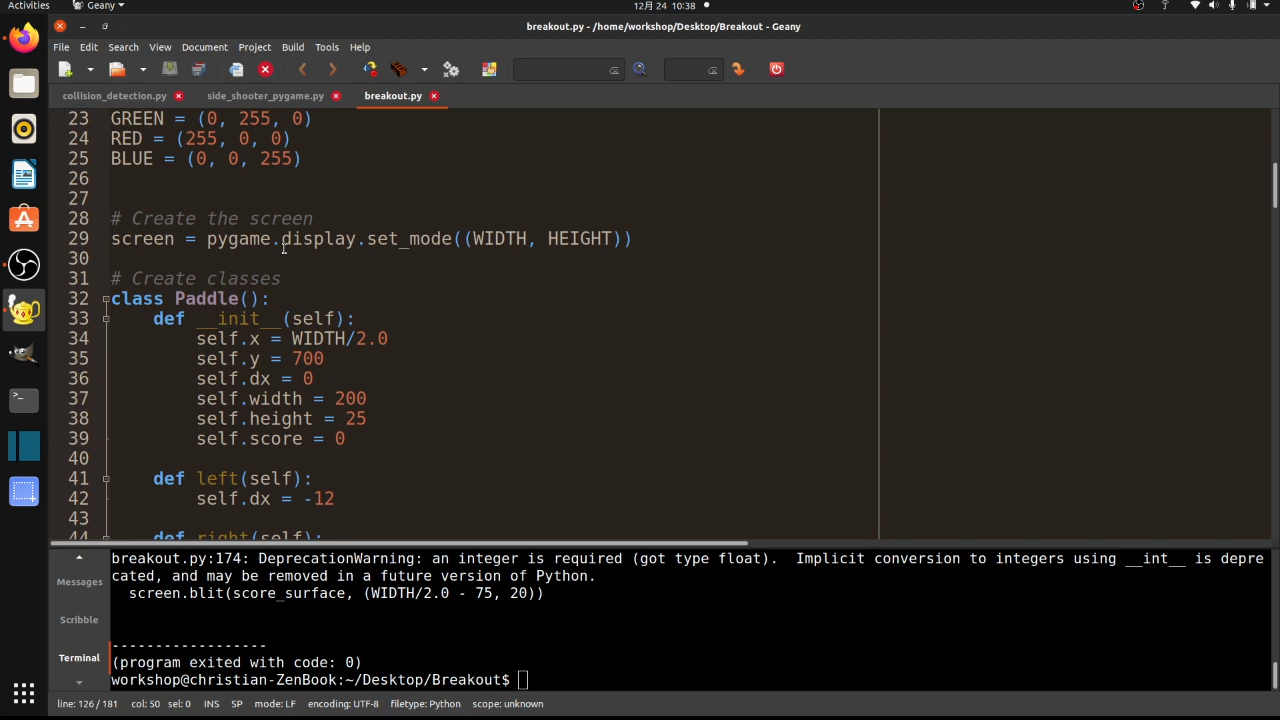 Activities
Geany
12月 24 10:38
breakout.py - /home/workshop/Desktop/Breakout - Geany
File Edit Search View Document Project Build Tools Help
collision_detection.py
side_shooter_pygame.py
breakout.py
23 GREEN = (0, 255, 0)
24 RED = (255, 0, 0)
25 BLUE = (0, 0, 255)
26
27
28 # Create the screen
29 screen = pygame.display.set_mode((WIDTH, HEIGHT))
30
31 # Create classes
32 class Paddle():
33 def __init__(self):
34 self.x = WIDTH/2.0
35 self.y = 700
36 self.dx = 0
37 self.width = 200
38 self.height = 25
39 self.score = 0
40
41 def left(self):
42 self.dx = -12
43
44 def right(self):
Messages
Scribble
Terminal
breakout.py:174: DeprecationWarning: an integer is required (got type float).  Implicit conversion to integers using __int__ is depre
cated, and may be removed in a future version of Python.
screen.blit(score_surface, (WIDTH/2.0 - 75, 20))
------------------
(program exited with code: 0)
workshop@christian-ZenBook:~/Desktop/Breakout$
line: 126 / 181 col: 50 sel: 0 INS SP mode: LF encoding: UTF-8 filetype: Python scope: unknown